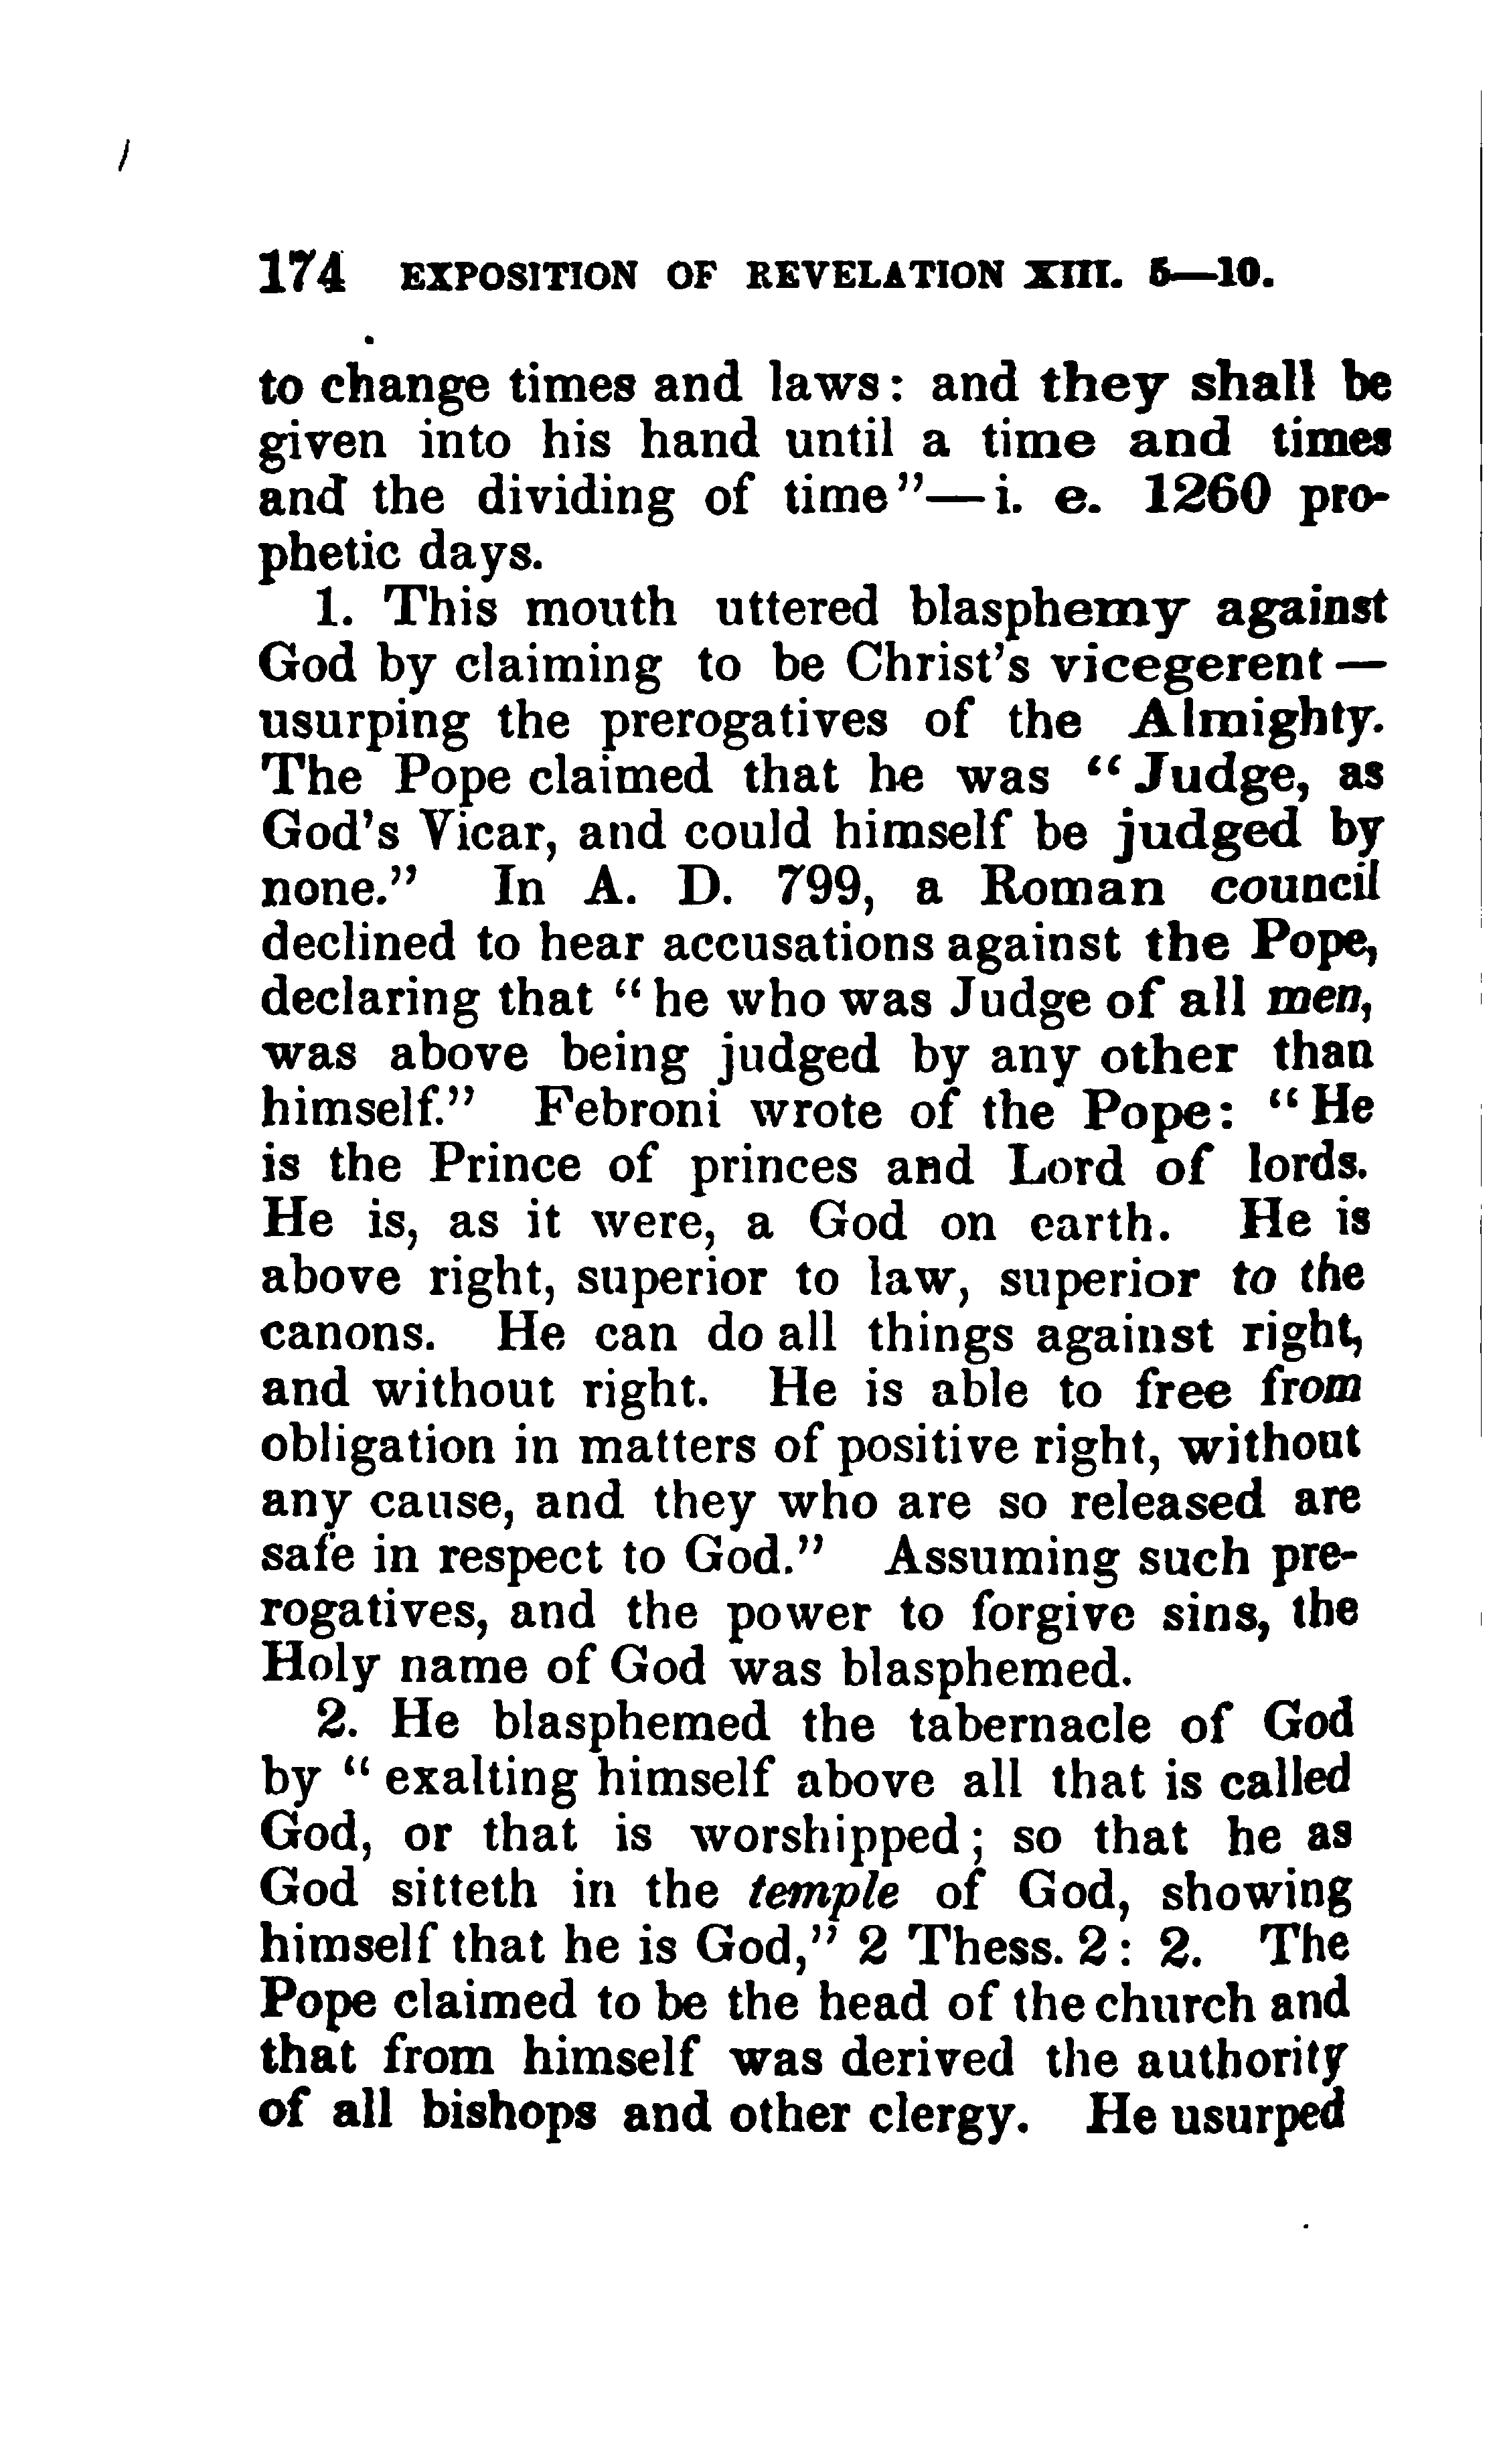 174 EXPOSITION OF REVELATION XIII. 5—10.
to change times and laws: and they shall be
given into his hand until a time and times
and the dividing of time"—i. e. 1260 pro-
phetic days.
1. This mouth uttered blasphemy against
God by claiming to be Christ's vicegerent—
usurping the prerogatives of the Almighty.
The Pope claimed that he was "Judge, as
God's Vicar, and could himself be judged by
none." In A. D. 799, a Roman council
declined to hear accusations against the Pope,
declaring that "he who was Judge of all men,
was above being judged by any other than
himself." Febroni wrote of the Pope: "He
is the Prince of princes and Lord of lords.
He is, as it were, a God on earth. He is
above right, superior to law, superior to the
canons. He can do all things against right,
and without right. He is able to free from
obligation in matters of positive right, without
any cause, and they who are so released are
safe in respect to God." Assuming such pre-
rogatives, and the power to forgive sins, the
Holy name of God was blasphemed.
2. He blasphemed the tabernacle of God
by "exalting himself above all that is called
God, or that is worshipped; so that he as
God sitteth in the temple of God, showing
himself that he is God," 2 Thess. 2: 2. The
Pope claimed to be the head of the church and
that from himself was derived the authority
of all bishops and other clergy. He usurped